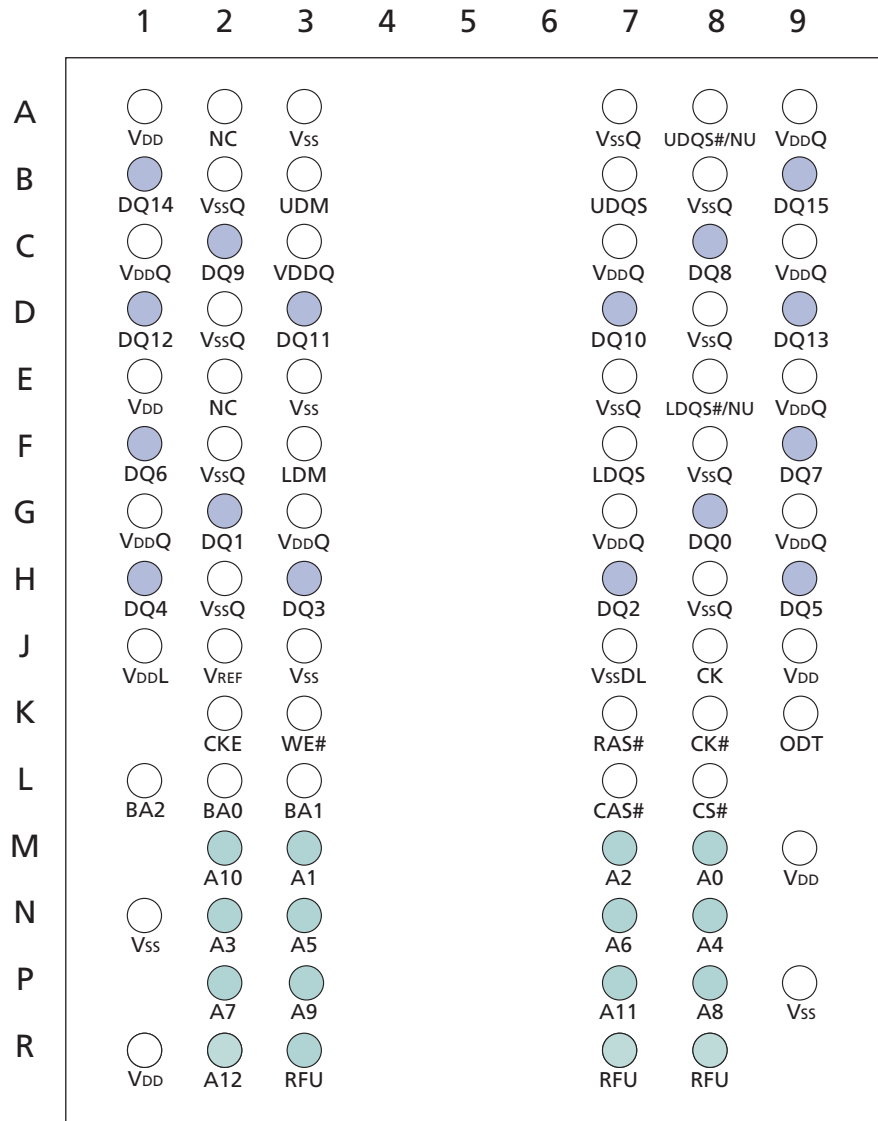 1 2 3 4 5 6 7 8 9
A
VDD NC VSS VSSQ UDQS#/NU VDDQ
B
DQ14 VSSQ UDM UDQS VSSQ DQ15
C
VDDQ DQ9 VDDQ VDDQ DQ8 VDDQ
D
DQ12 VSSQ DQ11 DQ10 VSSQ DQ13
E
VDD NC VSS VSSQ LDQS#/NU VDDQ
F
DQ6 VSSQ LDM LDQS VSSQ DQ7
G
VDDQ DQ1 VDDQ VDDQ DQ0 VDDQ
H
DQ4 VSSQ DQ3 DQ2 VSSQ DQ5
J
VDDL VREF VSS VSSDL CK VDD
K
CKE WE# RAS# CK# ODT
L
BA2 BA0 BA1 CAS# CS#
M
A10 A1 A2 A0 VDD
N
VSS A3 A5 A6 A4
P
A7 A9 A11 A8 VSS
R
VDD A12 RFU RFU RFU